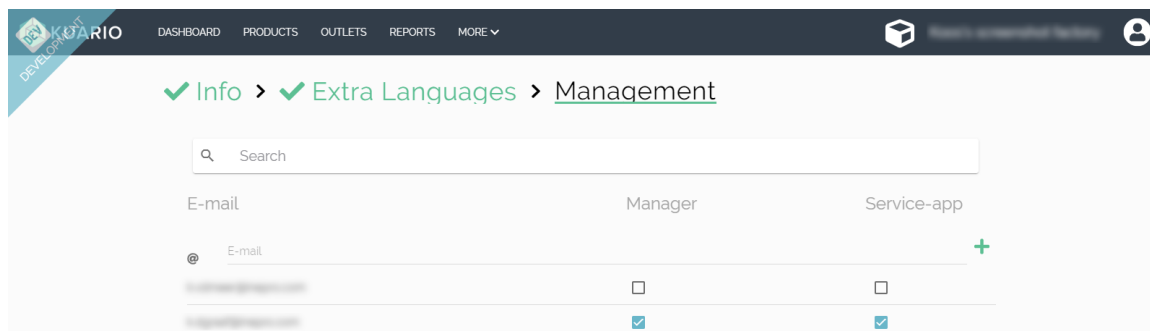 DEV
DEVELOPMENT
KUARIO
DASHBOARD PRODUCTS OUTLETS REPORTS MORE
Info > Extra Languages > Management
Search
E-mail Manager Service-app
@ E-mail +